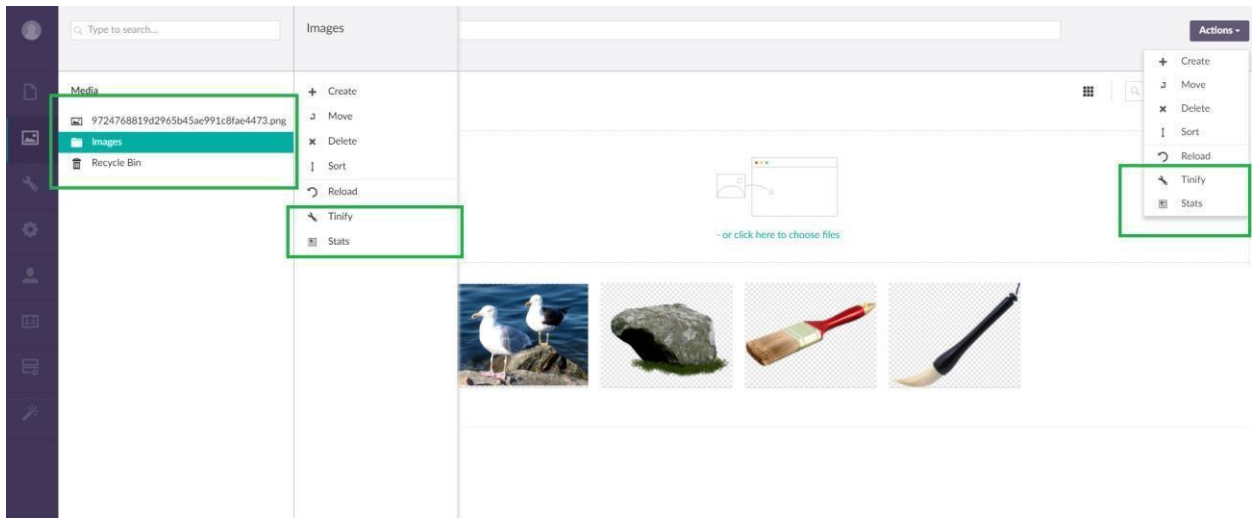 Type to search...
Images
Actions
Media
9724768819d2965b45ae991c8fae4473.png
Images
Recycle Bin
Create
Move
Delete
Sort
Reload
Tinify
Stats
Create
Move
Delete
Sort
Reload
Tinify
Stats
- or click here to choose files